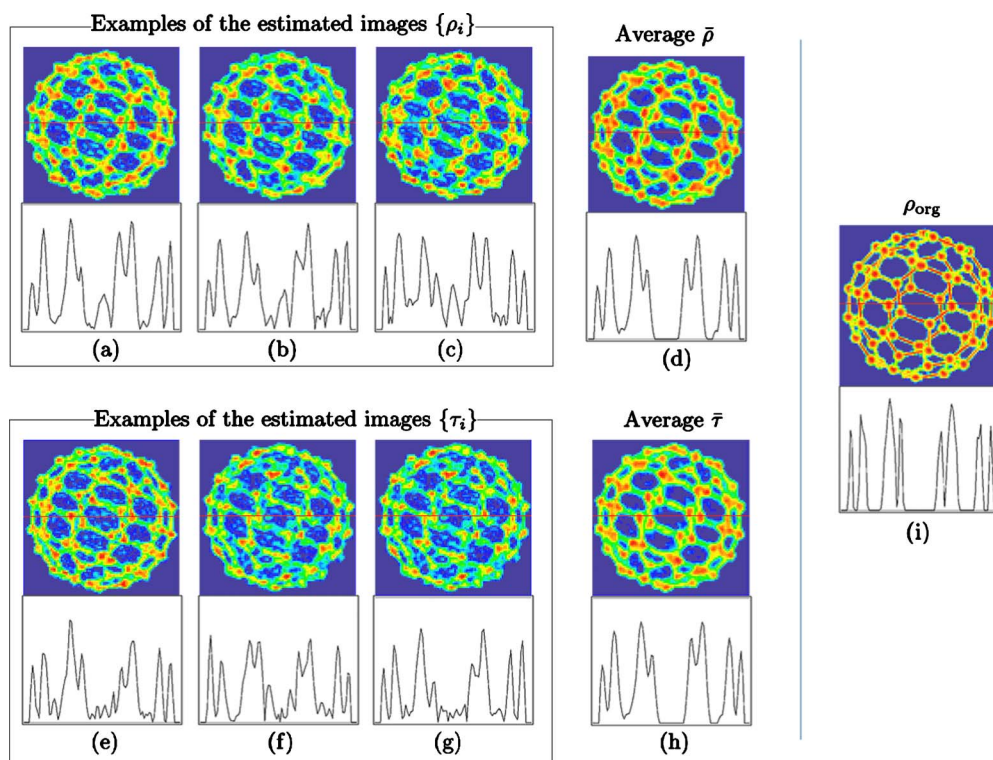 Examples of the estimated images {ρᵢ}
Average ρ̄
(a)
(b)
(c)
(d)
ρorg
(i)
Examples of the estimated images {τᵢ}
Average τ̄
(e)
(f)
(g)
(h)